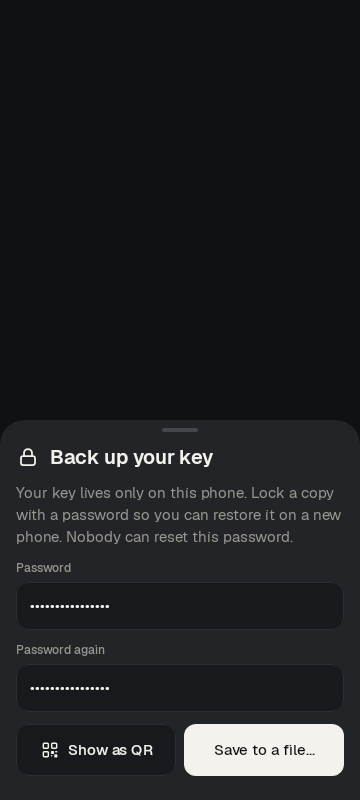 Back up your key
Your key lives only on this phone. Lock a copy
with a password so you can restore it on a new
phone. Nobody can reset this password.
Password
••••••••••••••••
Password again
••••••••••••••••
Show as QR
Save to a file...